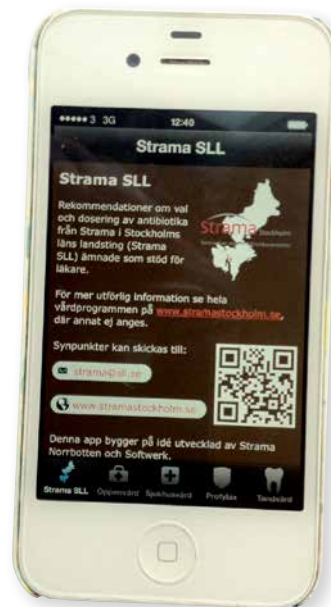 3 3G 12:40
Strama SLL
Strama SLL
Rekommendationer om val
och dosering av antibiotika
från Strama i Stockholms
läns landsting (Strama
SLL) ämnade som stöd för
läkare.
Strama Stockholm
För mer utförlig information se hela
vårdprogrammen på www.stramastockholm.se,
där annat ej anges.
Synpunkter kan skickas till:
strama@sll.se
www.stramastockholm.se
Denna app bygger på idé utvecklad av Strama
Norrbotten och Softwerk.
Strama SLL Öppenvård Sjukhusvård Profylax Tandvård